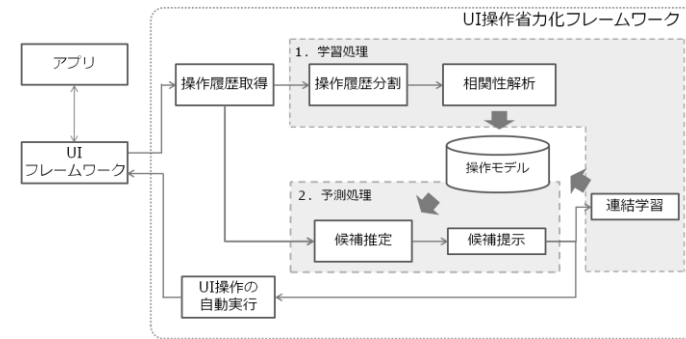 UI操作省力化フレームワーク
1．学習処理
アプリ
操作履歴取得
操作履歴分割
相関性解析
UI
フレームワーク
操作モデル
2．予測処理
連結学習
候補推定
候補提示
UI操作の
自動実行